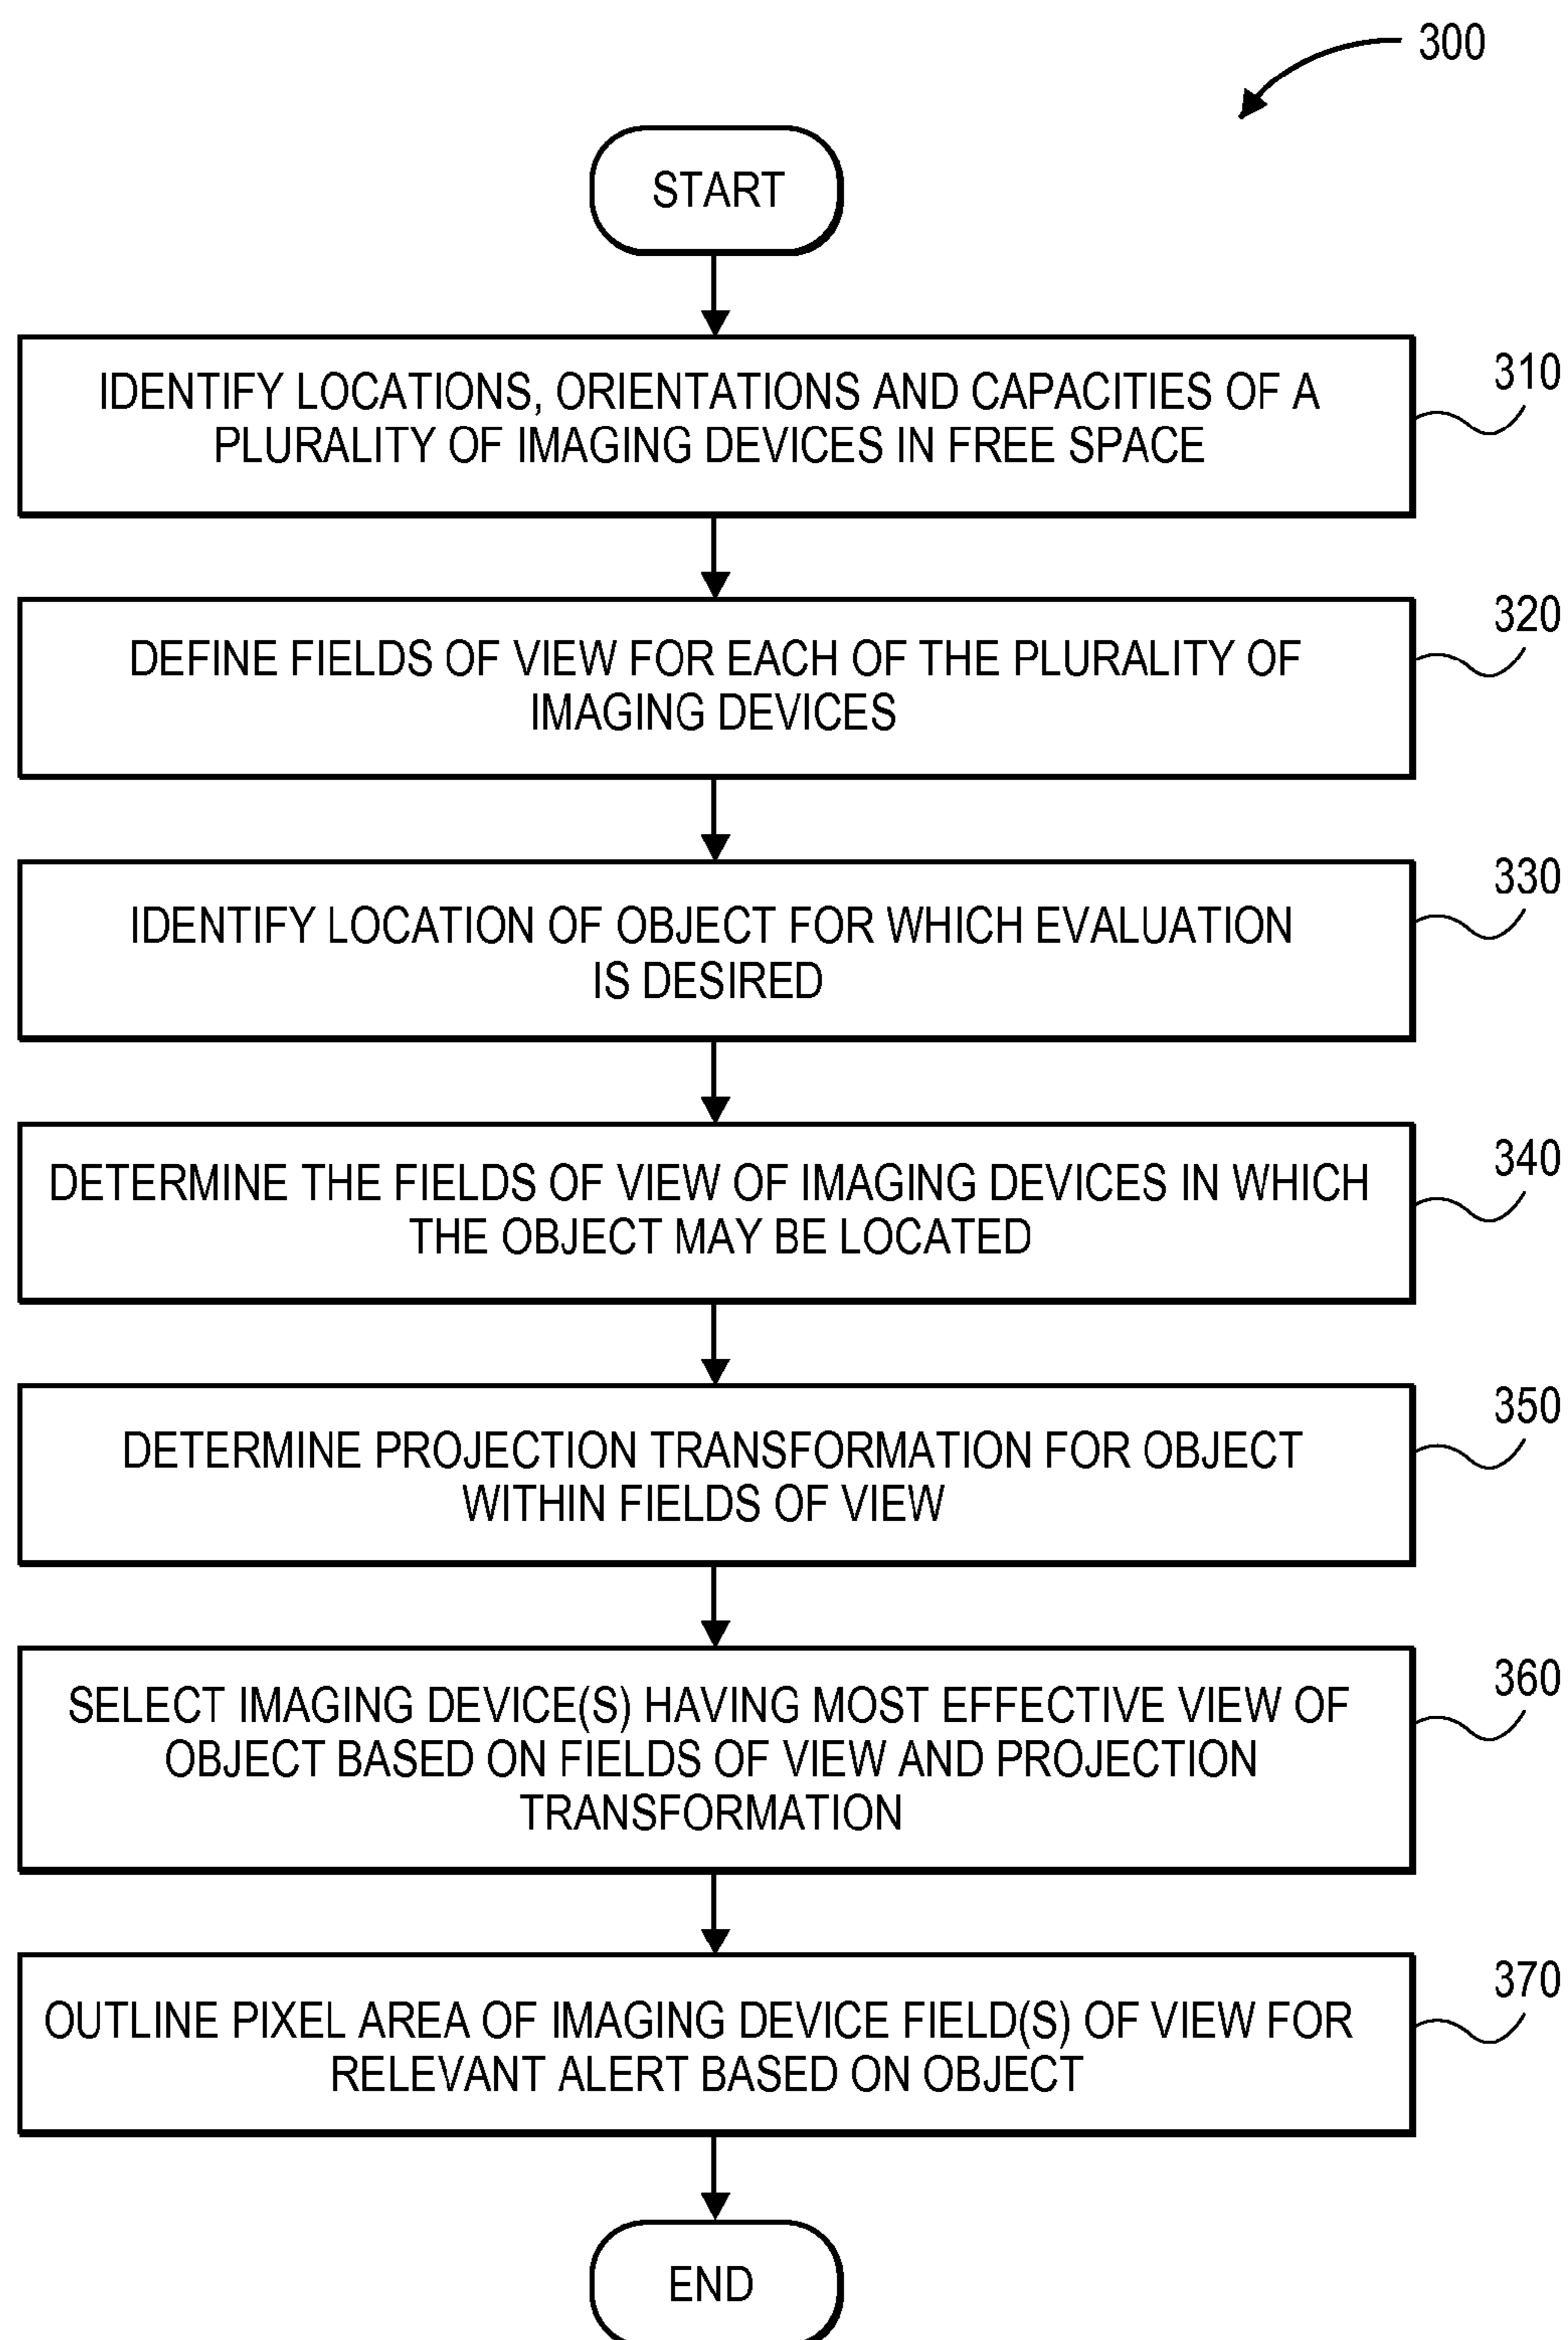 300
START
IDENTIFY LOCATIONS, ORIENTATIONS AND CAPACITIES OF A
PLURALITY OF IMAGING DEVICES IN FREE SPACE
310
DEFINE FIELDS OF VIEW FOR EACH OF THE PLURALITY OF
IMAGING DEVICES
320
IDENTIFY LOCATION OF OBJECT FOR WHICH EVALUATION
IS DESIRED
330
DETERMINE THE FIELDS OF VIEW OF IMAGING DEVICES IN WHICH
THE OBJECT MAY BE LOCATED
340
DETERMINE PROJECTION TRANSFORMATION FOR OBJECT
WITHIN FIELDS OF VIEW
350
SELECT IMAGING DEVICE(S) HAVING MOST EFFECTIVE VIEW OF
OBJECT BASED ON FIELDS OF VIEW AND PROJECTION
TRANSFORMATION
360
OUTLINE PIXEL AREA OF IMAGING DEVICE FIELD(S) OF VIEW FOR
RELEVANT ALERT BASED ON OBJECT
370
END